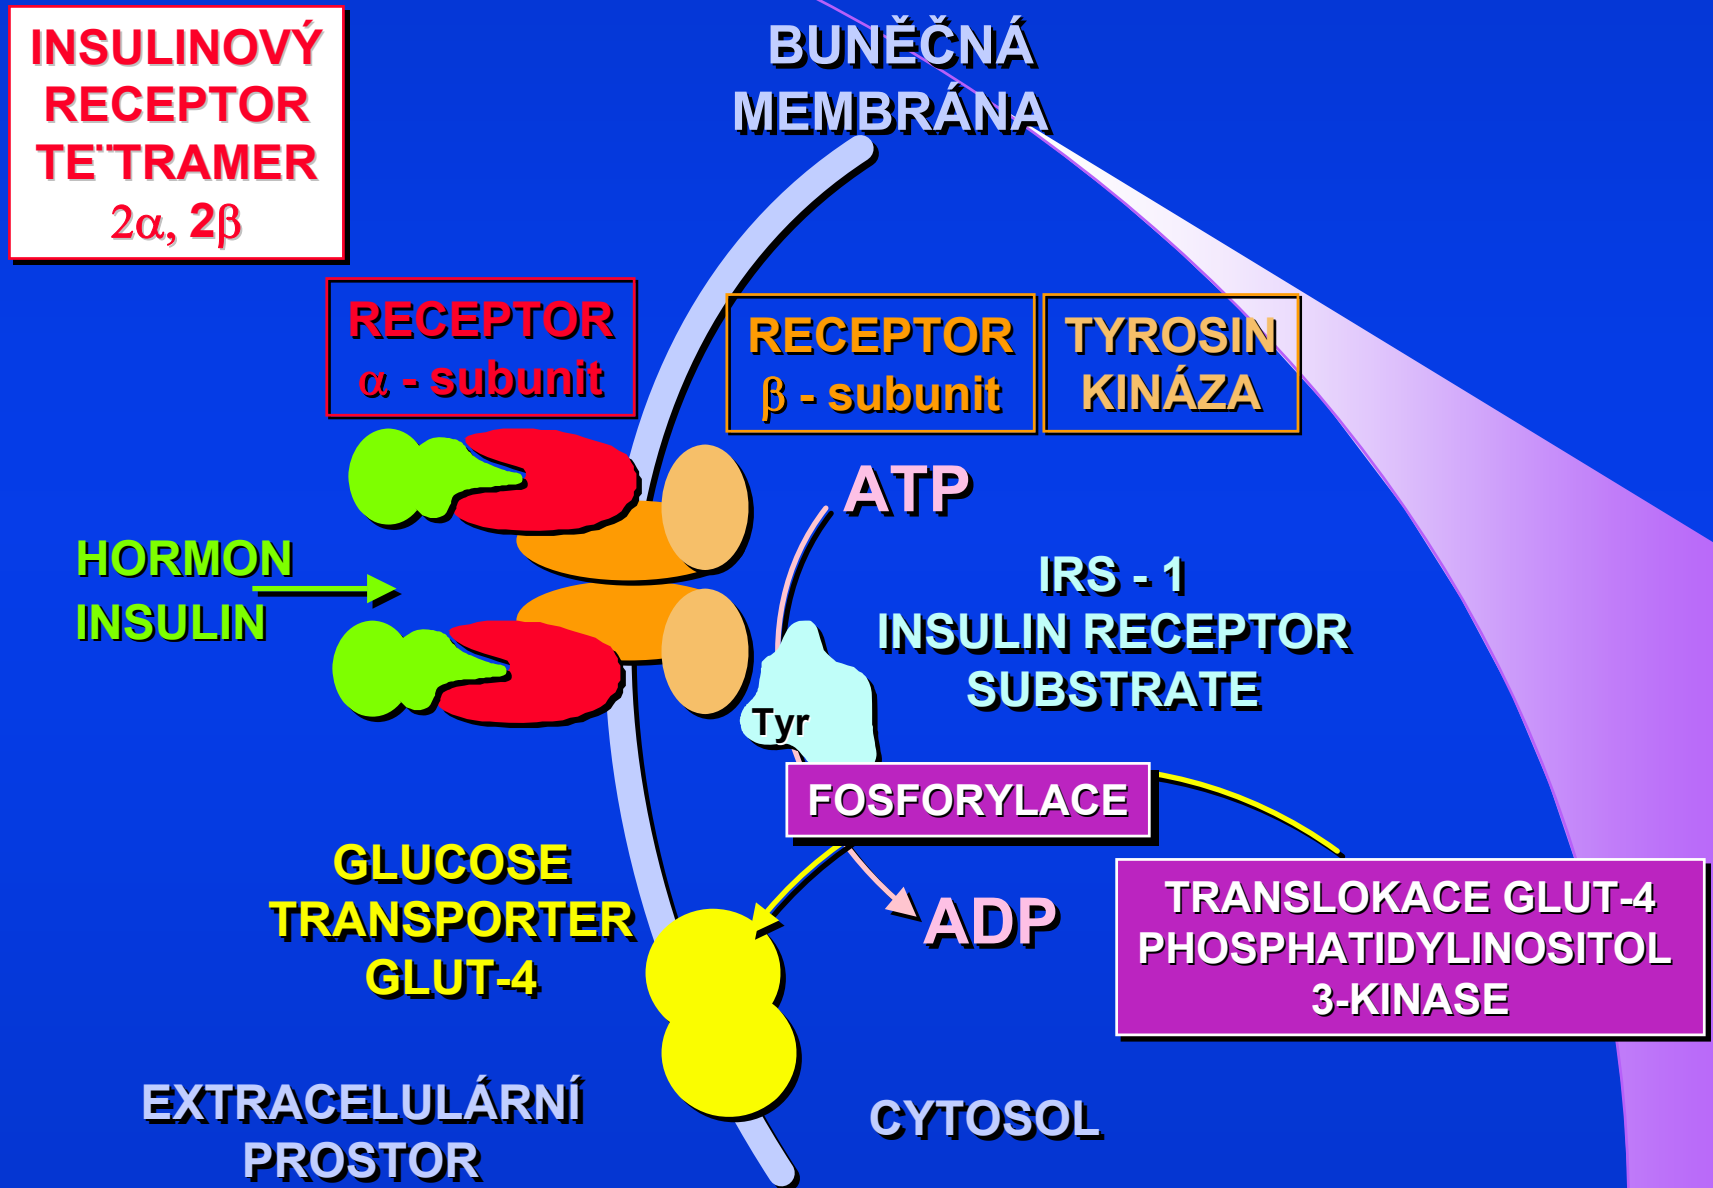 INSULINOVÝ
RECEPTOR
TE¨TRAMER
2α, 2β
BUNĚČNÁ
MEMBRÁNA
RECEPTOR
α - subunit
RECEPTOR
β - subunit
TYROSIN
KINÁZA
ATP
HORMON
INSULIN
IRS - 1
INSULIN RECEPTOR
SUBSTRATE
Tyr
FOSFORYLACE
GLUCOSE
TRANSPORTER
GLUT-4
ADP
TRANSLOKACE GLUT-4
PHOSPHATIDYLINOSITOL
3-KINASE
EXTRACELULÁRNÍ
PROSTOR
CYTOSOL